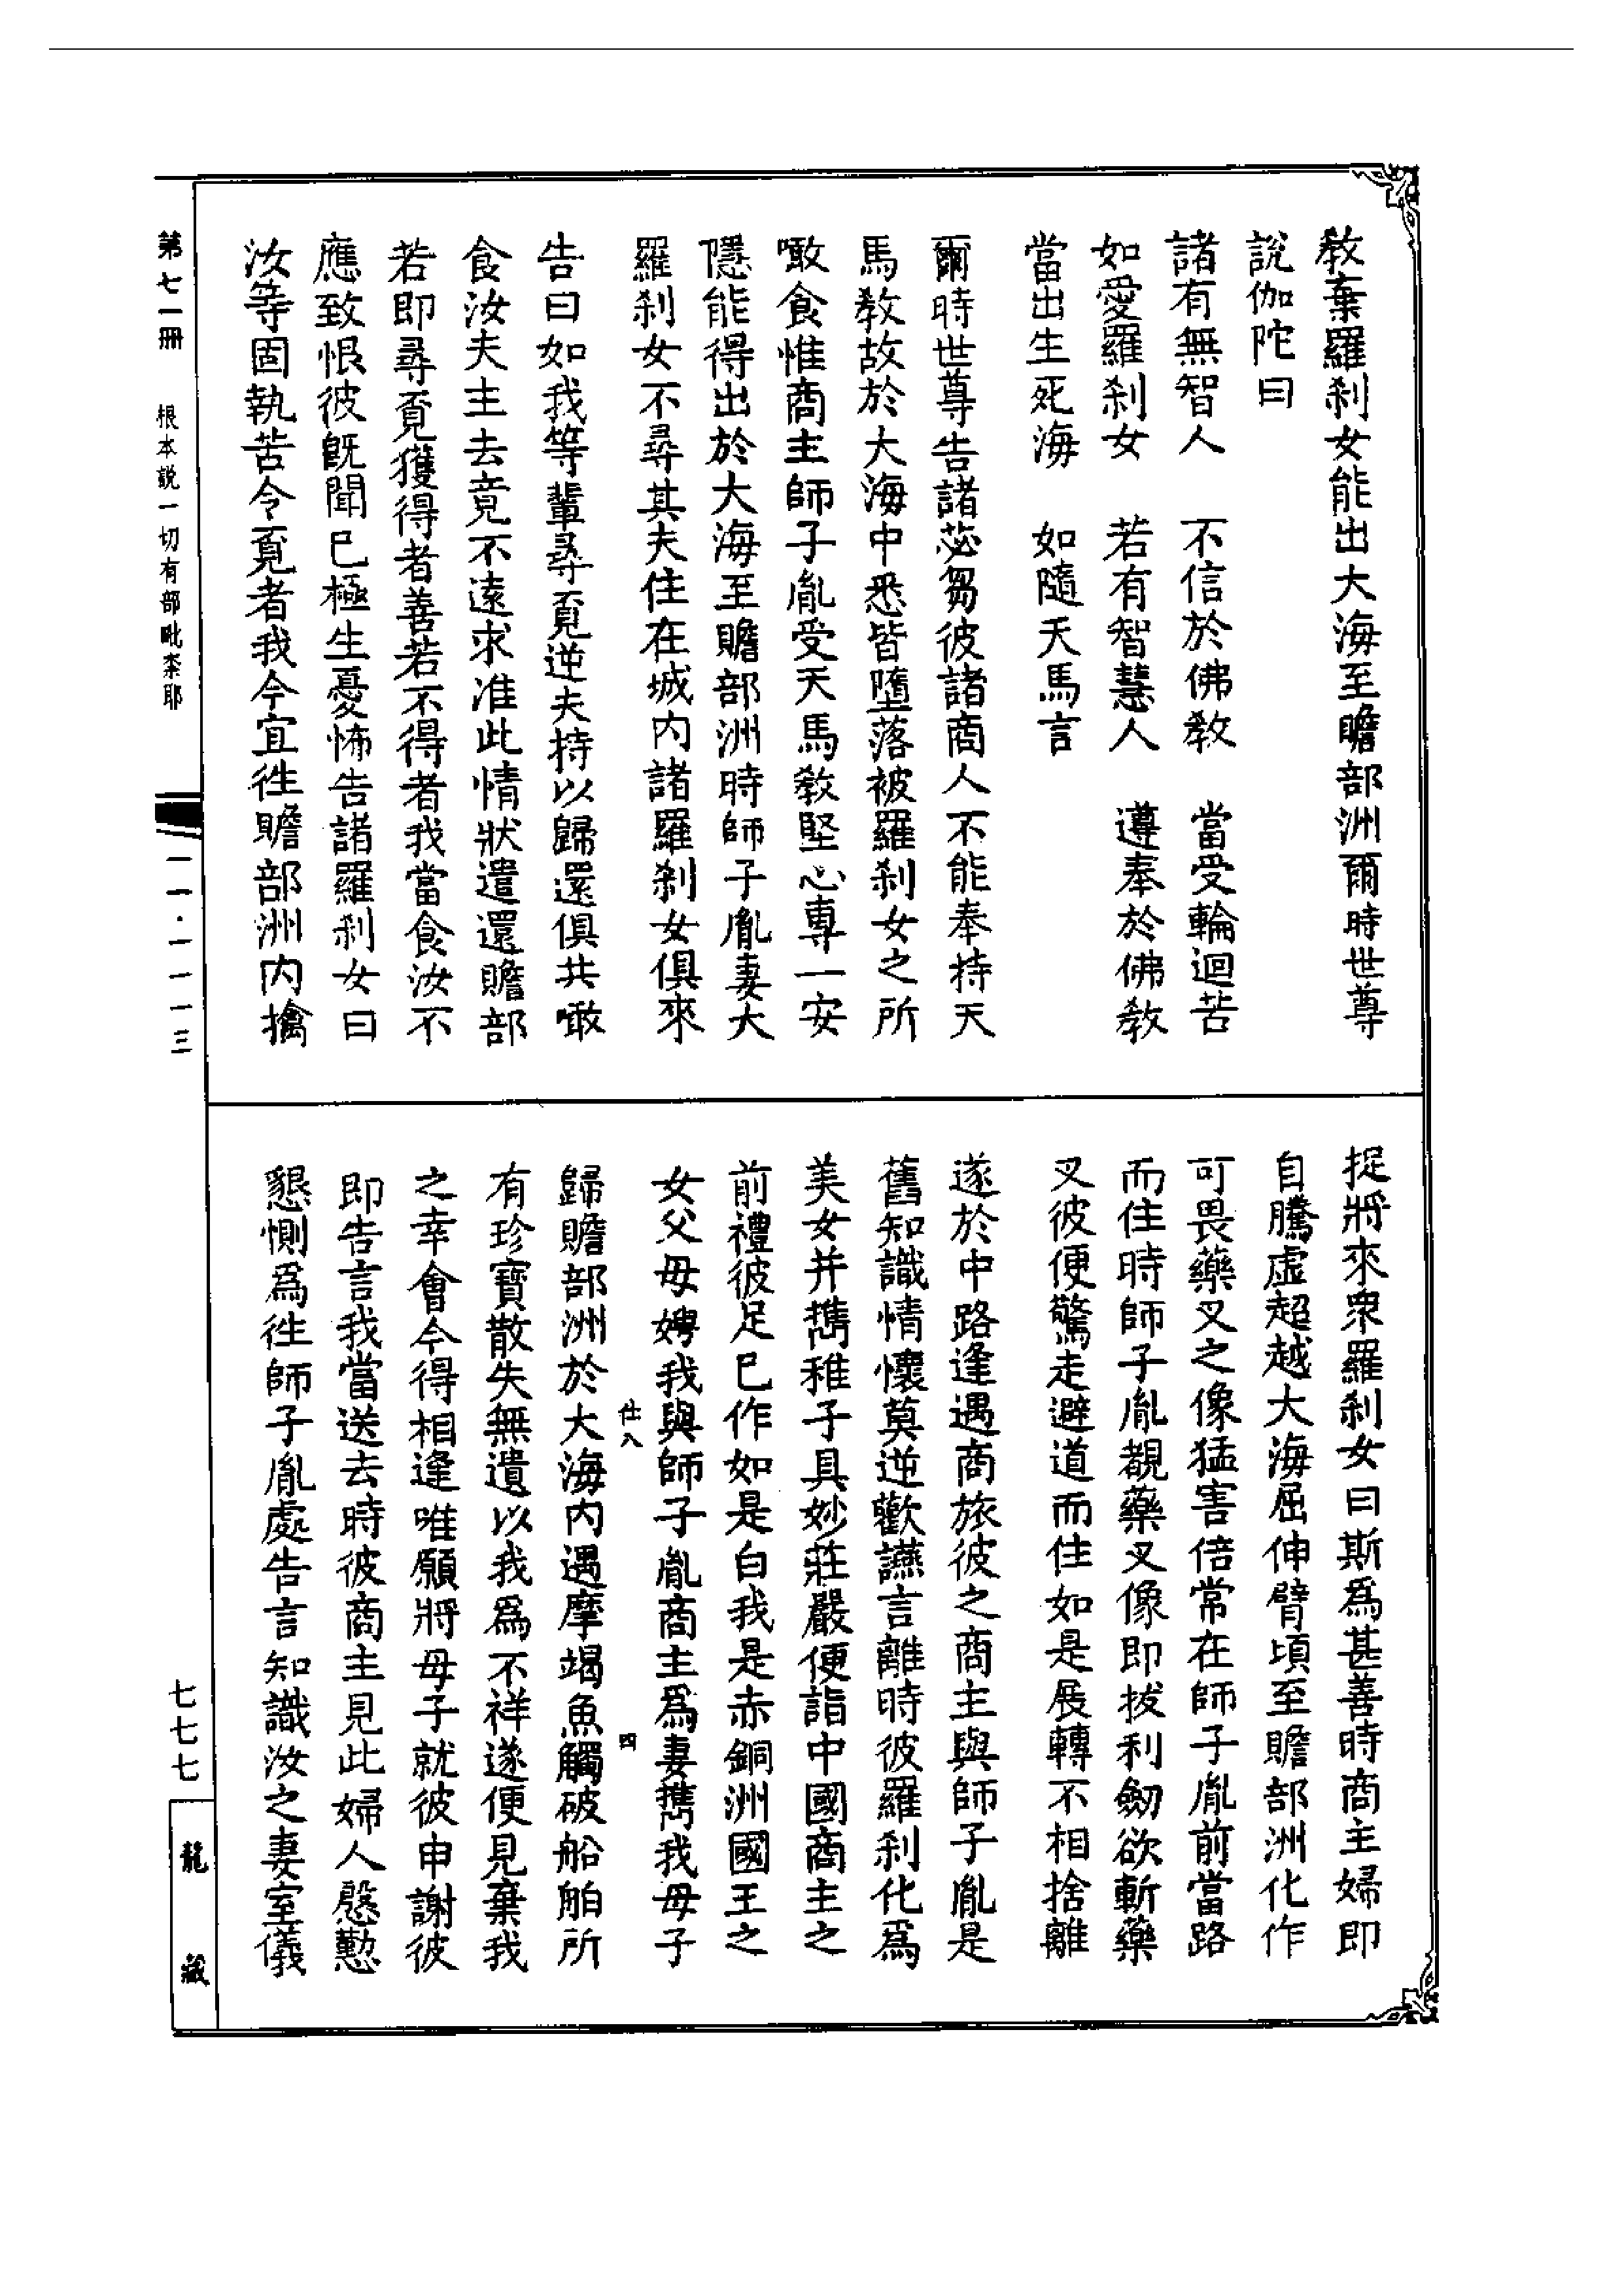 教棄羅刹女能出大海至贍部洲爾時世尊
說伽陀曰
諸有無智人　不信於佛教　當受輪迴苦
如愛羅刹女　若有智慧人　遵奉於佛教
當出生死海　如隨天馬言
爾時世尊告諸苾芻彼諸商人不能奉持天
馬教故於大海中悉皆墮落被羅刹女之所
噉食惟商主師子胤受天馬教堅心專一安
隱能得出於大海至贍部洲時師子胤妻大
羅刹女不尋其夫住在城內諸羅刹女俱來
告曰如我等輩尋覓逆夫持以歸還俱共噉
食汝夫主去竟不遠求准此情狀遣還贍部
若即尋覓獲得者善若不得者我當食汝不
應致恨彼旣聞已極生憂怖告諸羅刹女曰
汝等固執苦令覓者我今宜徃贍部洲內擒
捉將來衆羅刹女曰斯爲甚善時商主婦即
自騰虛超越大海屈伸臂頃至贍部洲化作
可畏藥叉之像猛害倍常在師子胤前當路
而住時師子胤覩藥叉像即拔利劒欲斬藥
叉彼便驚走避道而住如是展轉不相捨離
遂於中路逢遇商旅彼之商主與師子胤是
舊知識情懷莫逆歡讌言離時彼羅刹化爲
美女并㩦稚子具妙莊嚴便詣中國商主之
前禮彼足已作如是白我是赤銅洲國王之
女父母娉我與師子胤商主爲妻㩦我母子
仕八　四
歸贍部洲於大海內遇摩竭魚觸破船舶所
有珍寶散失無遺以我爲不祥遂便見棄我
之幸會今得相逢唯願將母子就彼申謝彼
即告言我當送去時彼商主見此婦人慇懃
懇惻爲徃師子胤處告言知識汝之妻室儀
第七一冊　根本説一切有部毗柰耶
一一·一一一三
七七七
龍藏